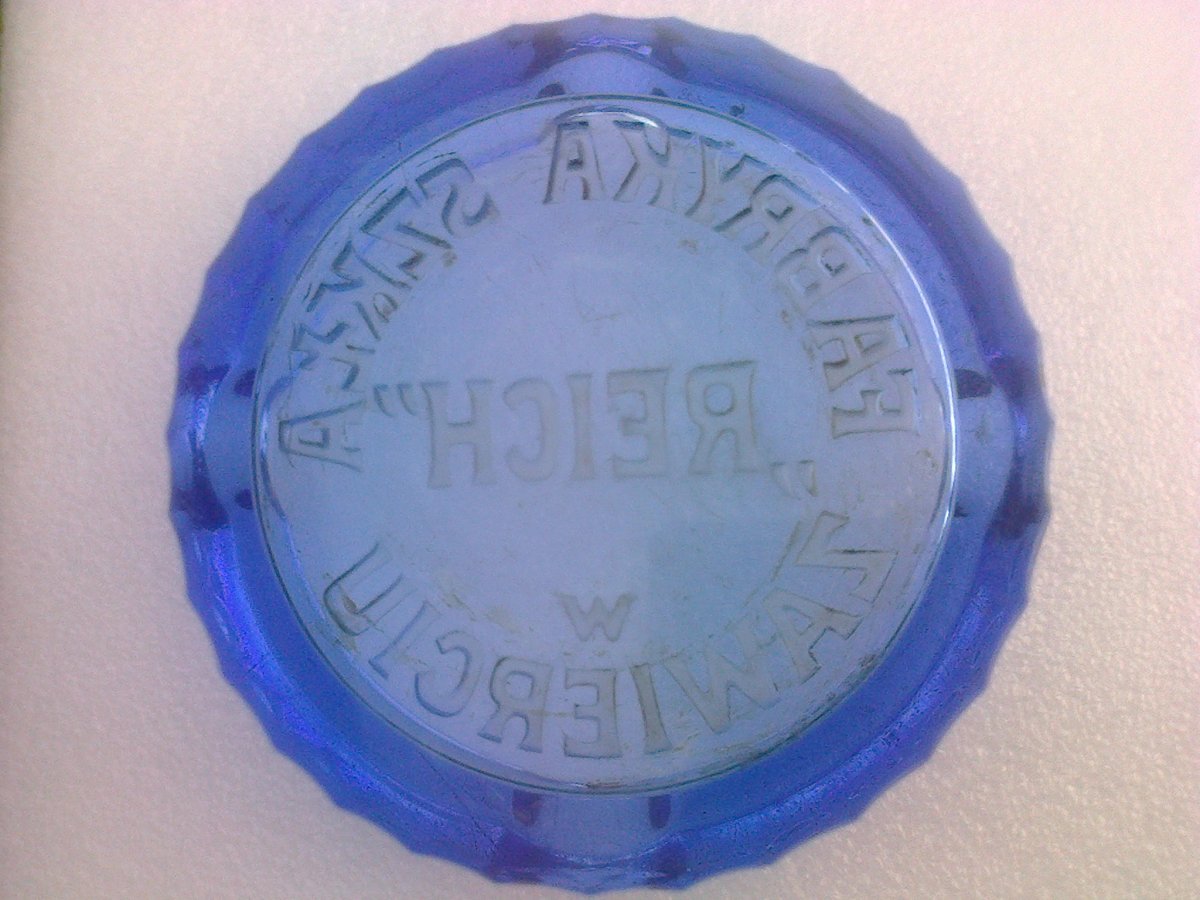 FABRYKA SZKŁA
„REICH”
W
ZAWIERCIU